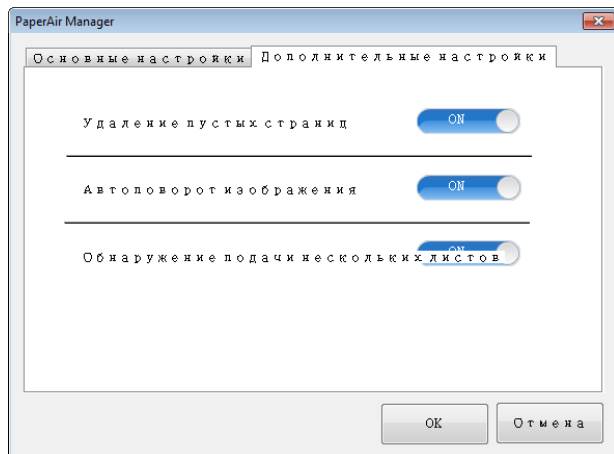 PaperAir Manager
Основные настройки Дополнительные настройки
Удаление пустых страниц ON
Автоповорот изображения ON
Обнаружение подачи нескольких листов ON
OK Отмена